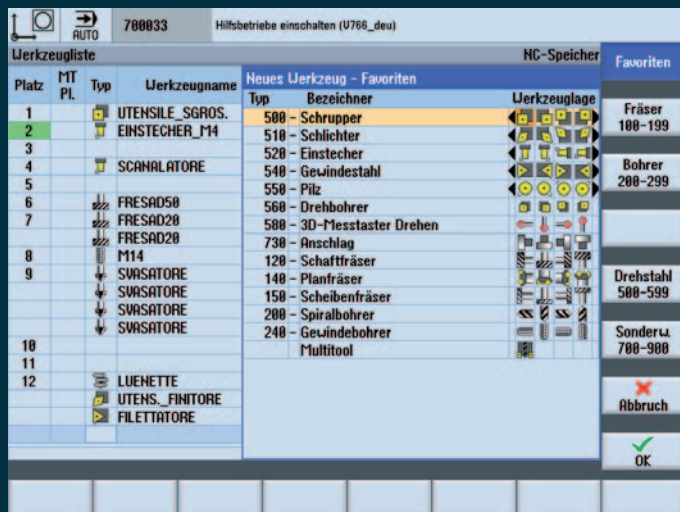 AUTO 700033 Hilfsbetriebe einschalten (V766_deu)
Werkzeugliste NC-Speicher
Platz MT Pl. Typ Werkzeugname
1 UTENSILE_SGROS.
2 EINSTECHER_M4
3
4 SCANALATORE
5
6 FRESAD50
7 FRESAD20
FRESAD20
8 M14
9 SVASATORE
SVASATORE
SVASATORE
SVASATORE
10
11
12 LUENETTE
UTENS._FINITORE
FILETTATORE
Neues Werkzeug - Favoriten
Typ Bezeichner Werkzeuglage
500 - Schrupper
510 - Schlichter
520 - Einstecher
540 - Gewindestahl
550 - Pilz
560 - Drehbohrer
580 - 3D-Messtaster Drehen
730 - Anschlag
120 - Schaftfräser
140 - Planfräser
150 - Scheibenfräser
200 - Spiralbohrer
240 - Gewindebohrer
Multitool
Favoriten
Fräser
100-199
Bohrer
200-299
Drehstahl
500-599
Sonderw.
700-900
Abbruch
OK